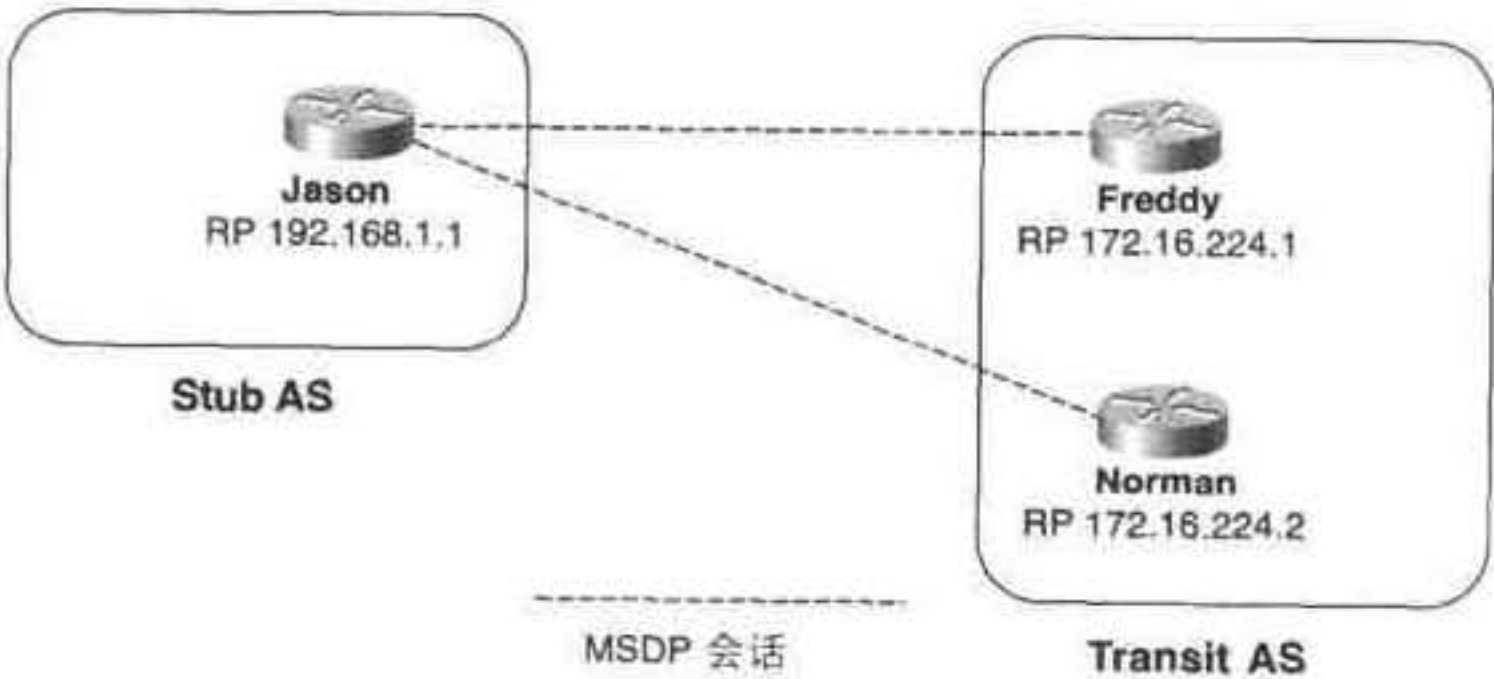 Jason
RP 192.168.1.1
Stub AS
Freddy
RP 172.16.224.1
Norman
RP 172.16.224.2
Transit AS
MSDP 会话